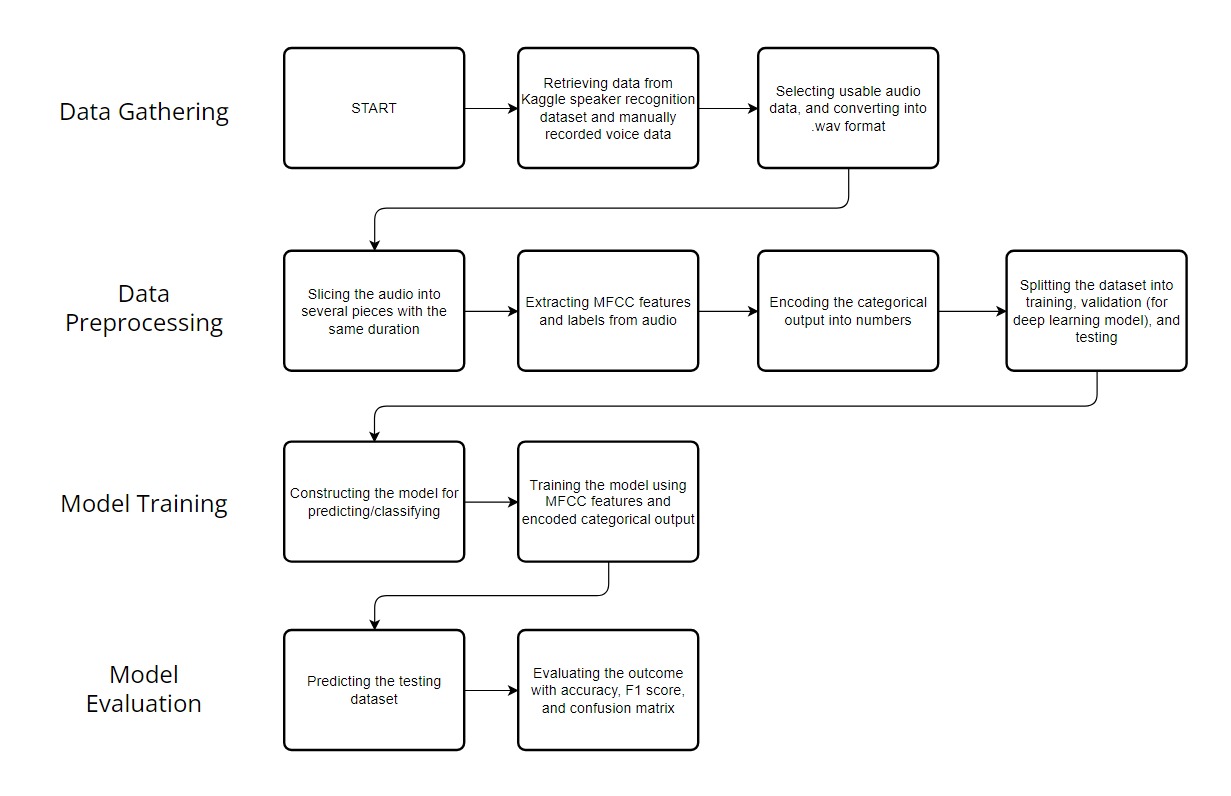 Data Gathering
START
Retrieving data from
Kaggle speaker recognition
dataset and manually
recorded voice data
Selecting usable audio
data, and converting into
.wav format
Data
Preprocessing
Slicing the audio into
several pieces with the
same duration
Extracting MFCC features
and labels from audio
Encoding the categorical
output into numbers
Splitting the dataset into
training, validation (for
deep learning model), and
testing
Model Training
Constructing the model for
predicting/classifying
Training the model using
MFCC features and
encoded categorical output
Model
Evaluation
Predicting the testing
dataset
Evaluating the outcome
with accuracy, F1 score,
and confusion matrix